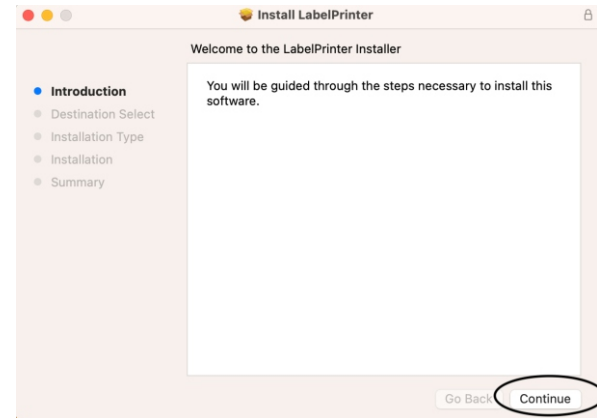 Install LabelPrinter
Welcome to the LabelPrinter Installer
Introduction
Destination Select
Installation Type
Installation
Summary
You will be guided through the steps necessary to install this
software.
Go Back
Continue